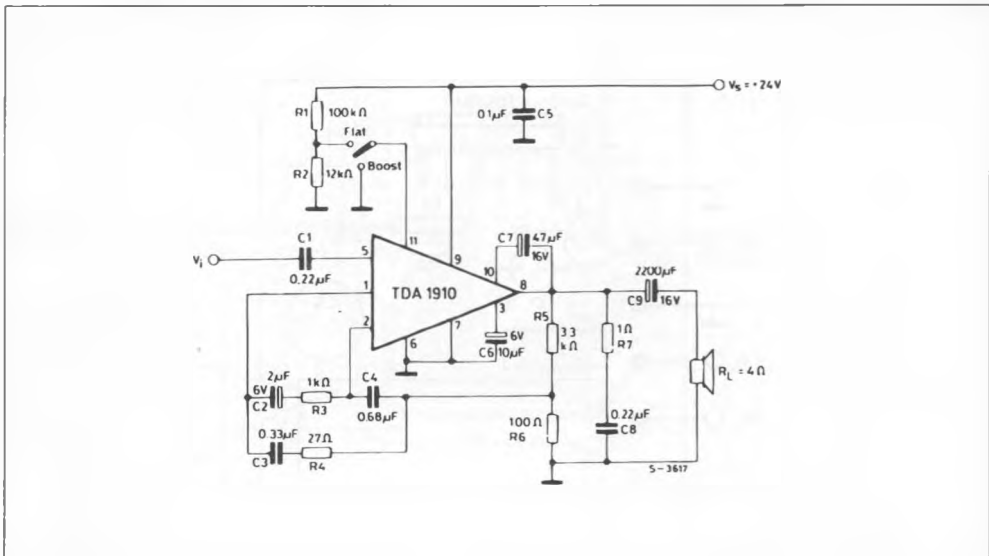 Vs = +24V
R1
100kΩ
0.1µF
C5
Flat
R2
12kΩ
Boost
C1
5
11
9
C7
47µF
16V
Vi
0.22µF
10
8
2200µF
C9
16V
TDA 1910
1
2
3
6
7
R5
3.3
kΩ
1Ω
R7
6V
C6 10µF
RL = 4Ω
2µF
6V
C2
1kΩ
R3
C4
0.68µF
0.33µF
C3
27Ω
R4
100Ω
R6
0.22µF
C8
S-3617